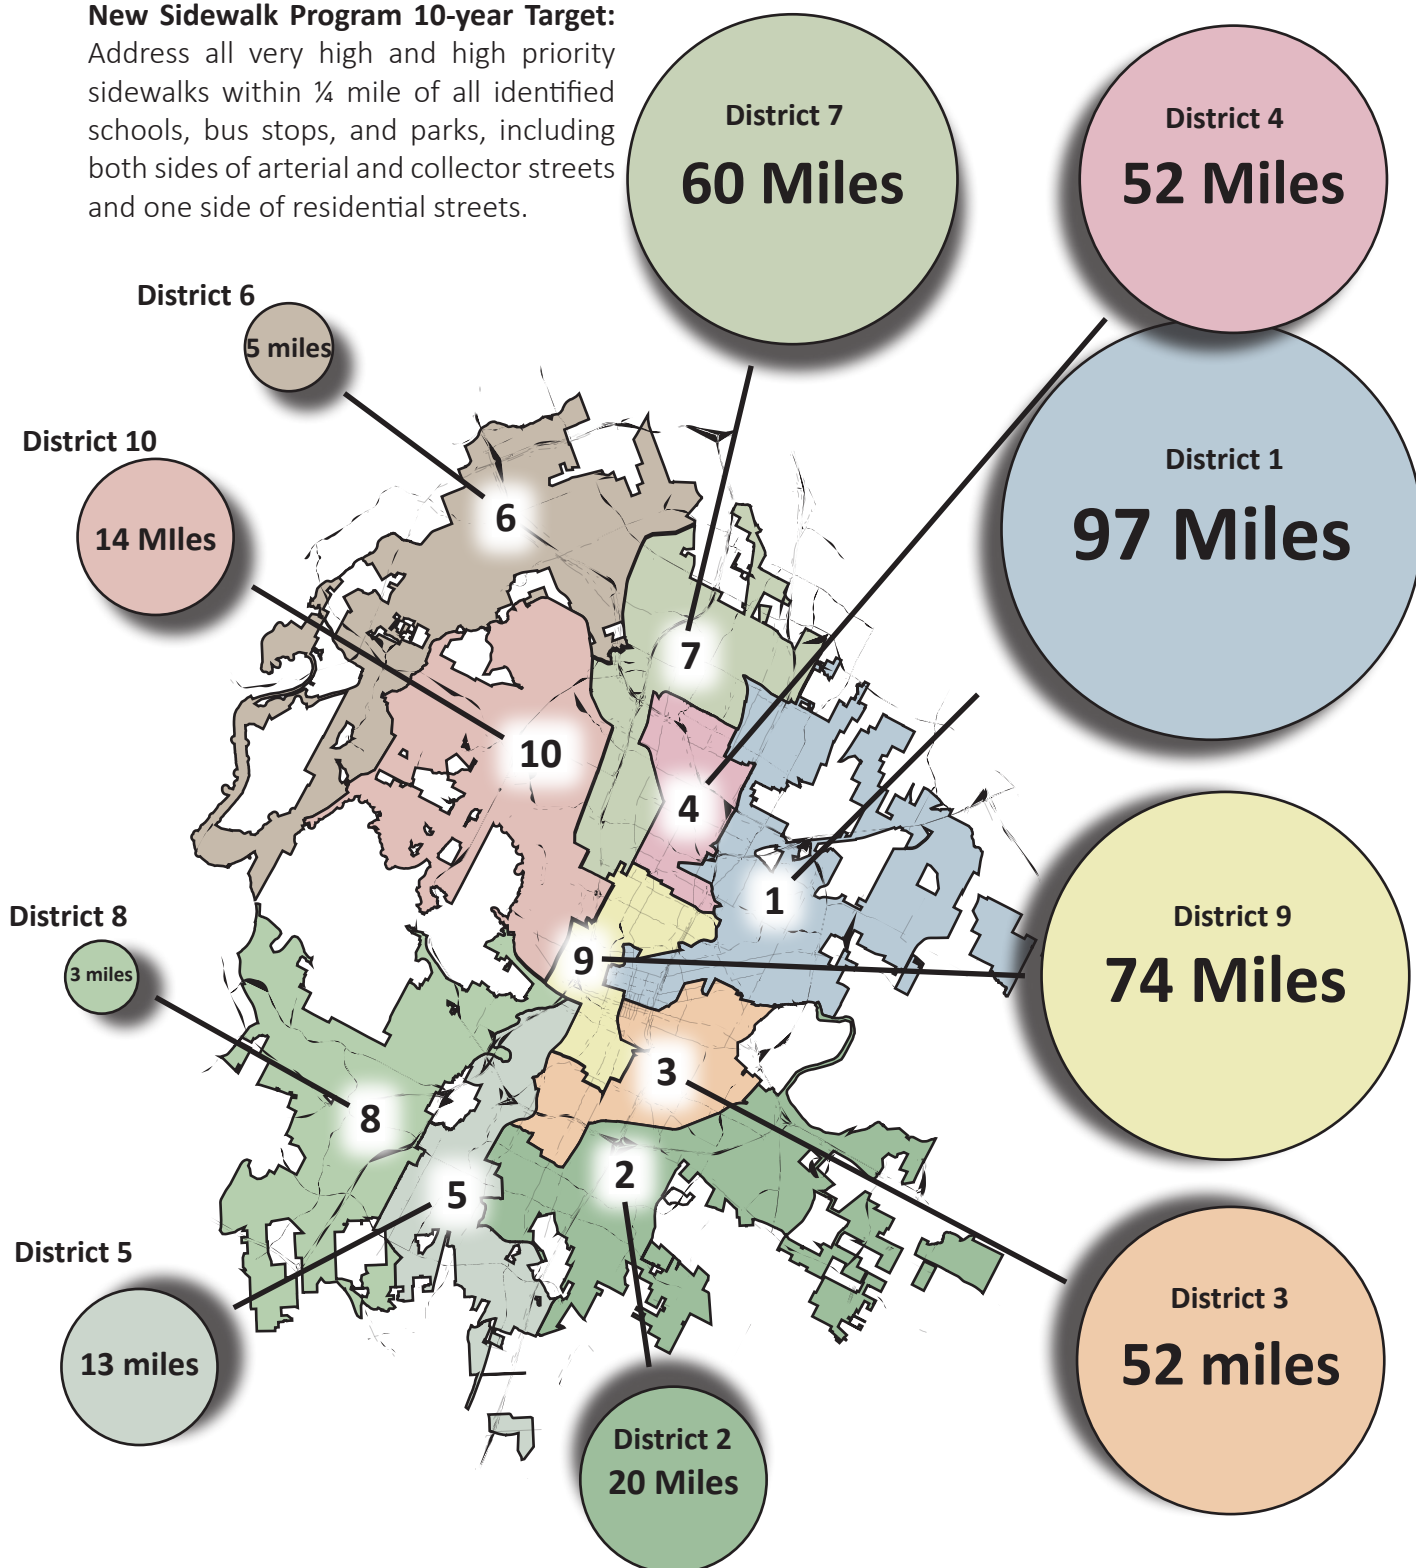 New Sidewalk Program 10-year Target:
Address all very high and high priority
sidewalks within ¼ mile of all identified
schools, bus stops, and parks, including
both sides of arterial and collector streets
and one side of residential streets.
District 7
60 Miles
District 4
52 Miles
District 6
5 miles
District 10
14 MIles
District 1
97 Miles
6
7
10
4
1
District 8
3 miles
9
District 9
74 Miles
3
8
2
5
District 5
13 miles
District 3
52 miles
District 2
20 Miles